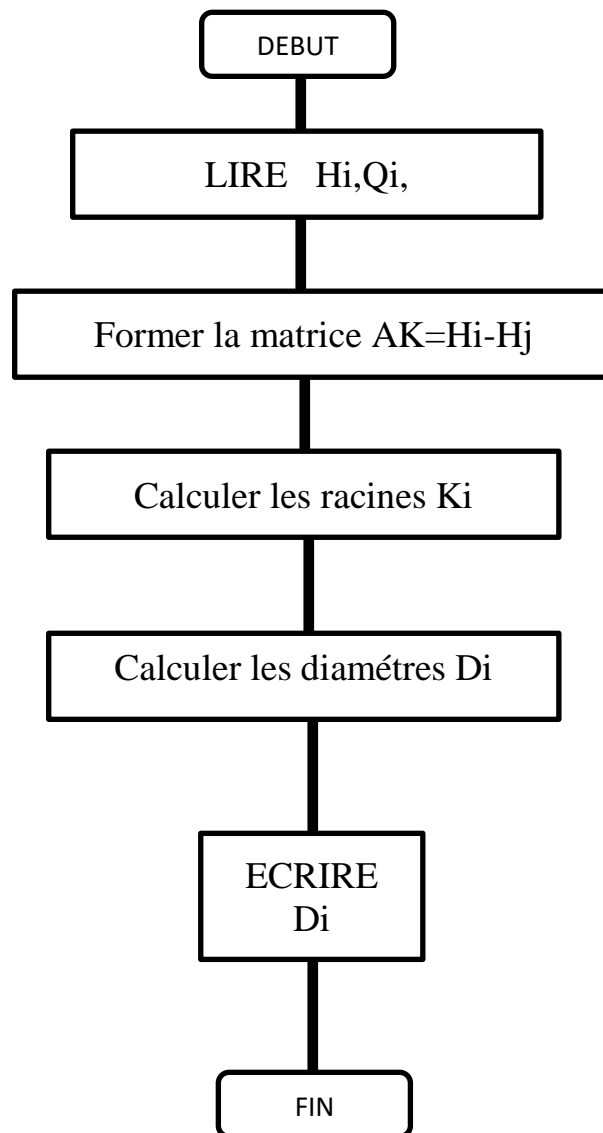 DEBUT
LIRE Hi,Qi,
Former la matrice AK=Hi-Hj
Calculer les racines Ki
Calculer les diamétres Di
ECRIRE
Di
FIN